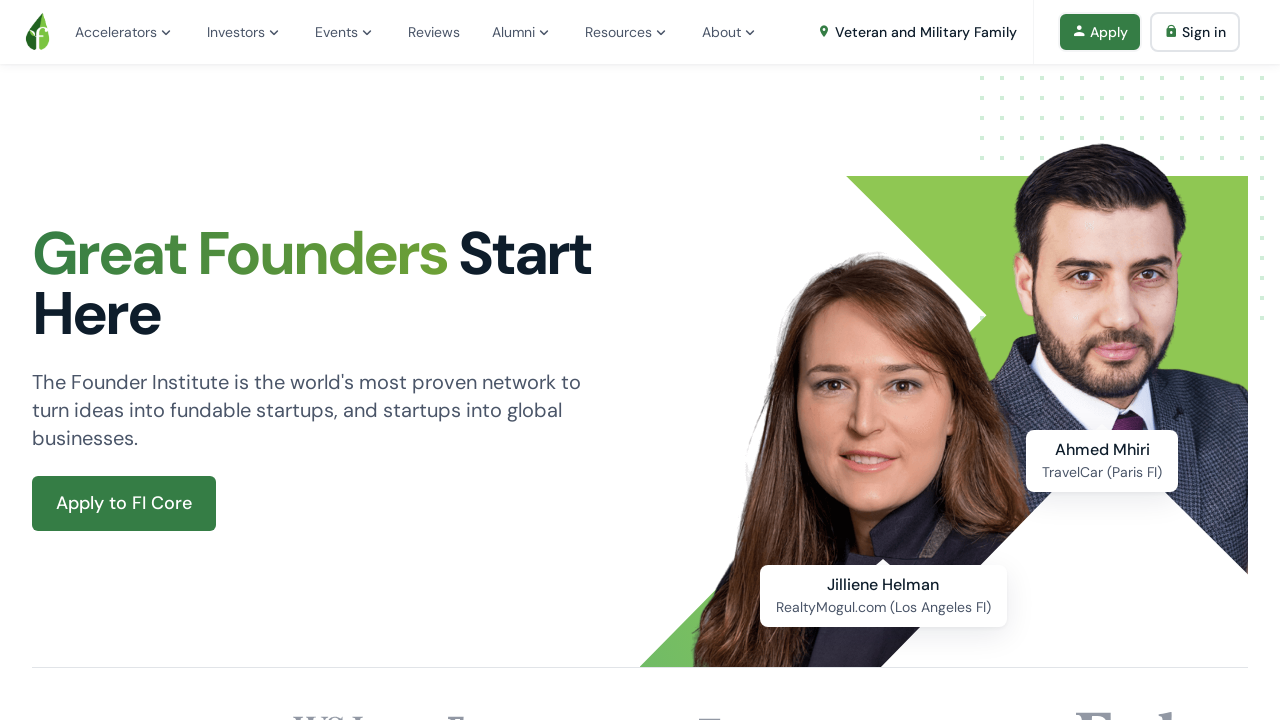 Accelerators
Investors
Events
Reviews
Alumni
Resources
About
Veteran and Military Family
Apply
Sign in
Great Founders Start
Here
The Founder Institute is the world's most proven network to
turn ideas into fundable startups, and startups into global
businesses.
Apply to FI Core
Ahmed Mhiri
TravelCar (Paris FI)
Jilliene Helman
RealtyMogul.com (Los Angeles FI)